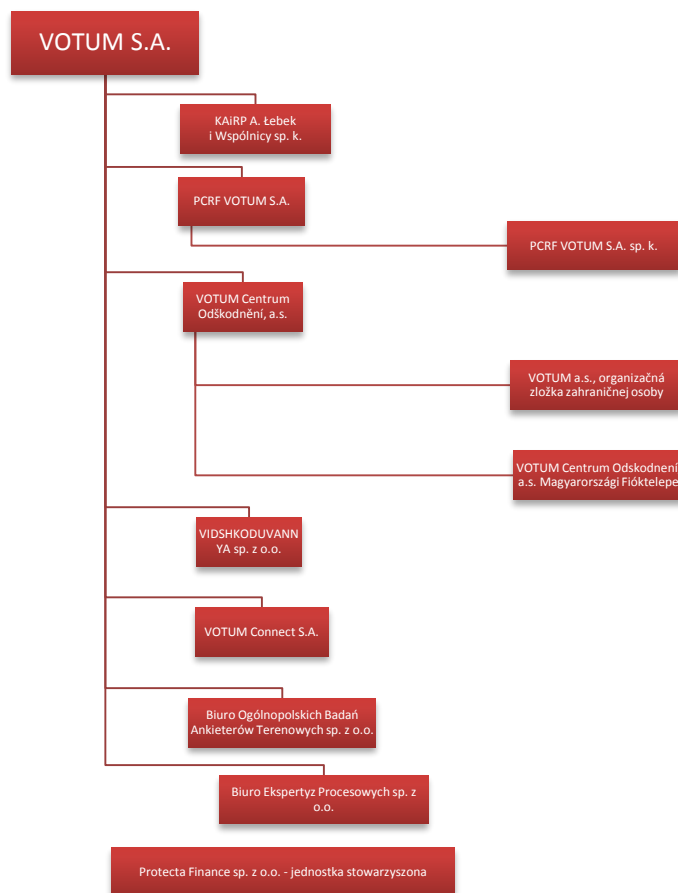 VOTUM S.A.
KAiRP A. Łebek
i Wspólnicy sp. k.
PCRF VOTUM S.A.
PCRF VOTUM S.A. sp. k.
VOTUM Centrum
Odškodnění, a.s.
VOTUM a.s., organizačná
zložka zahraničnej osoby
VOTUM Centrum Odskodnení
a.s. Magyarországi Fióktelepe
VIDSHKODUVANN
YA sp. z o.o.
VOTUM Connect S.A.
Biuro Ogólnopolskich Badań
Ankieterów Terenowych sp. z o.o.
Biuro Ekspertyz Procesowych sp. z
o.o.
Protecta Finance sp. z o.o. - jednostka stowarzyszona